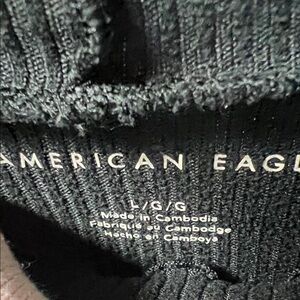 AMERICAN EAGL
L/G/G
Made in Cambodia
Fabriqué au Cambodge
Hecho en Camboya